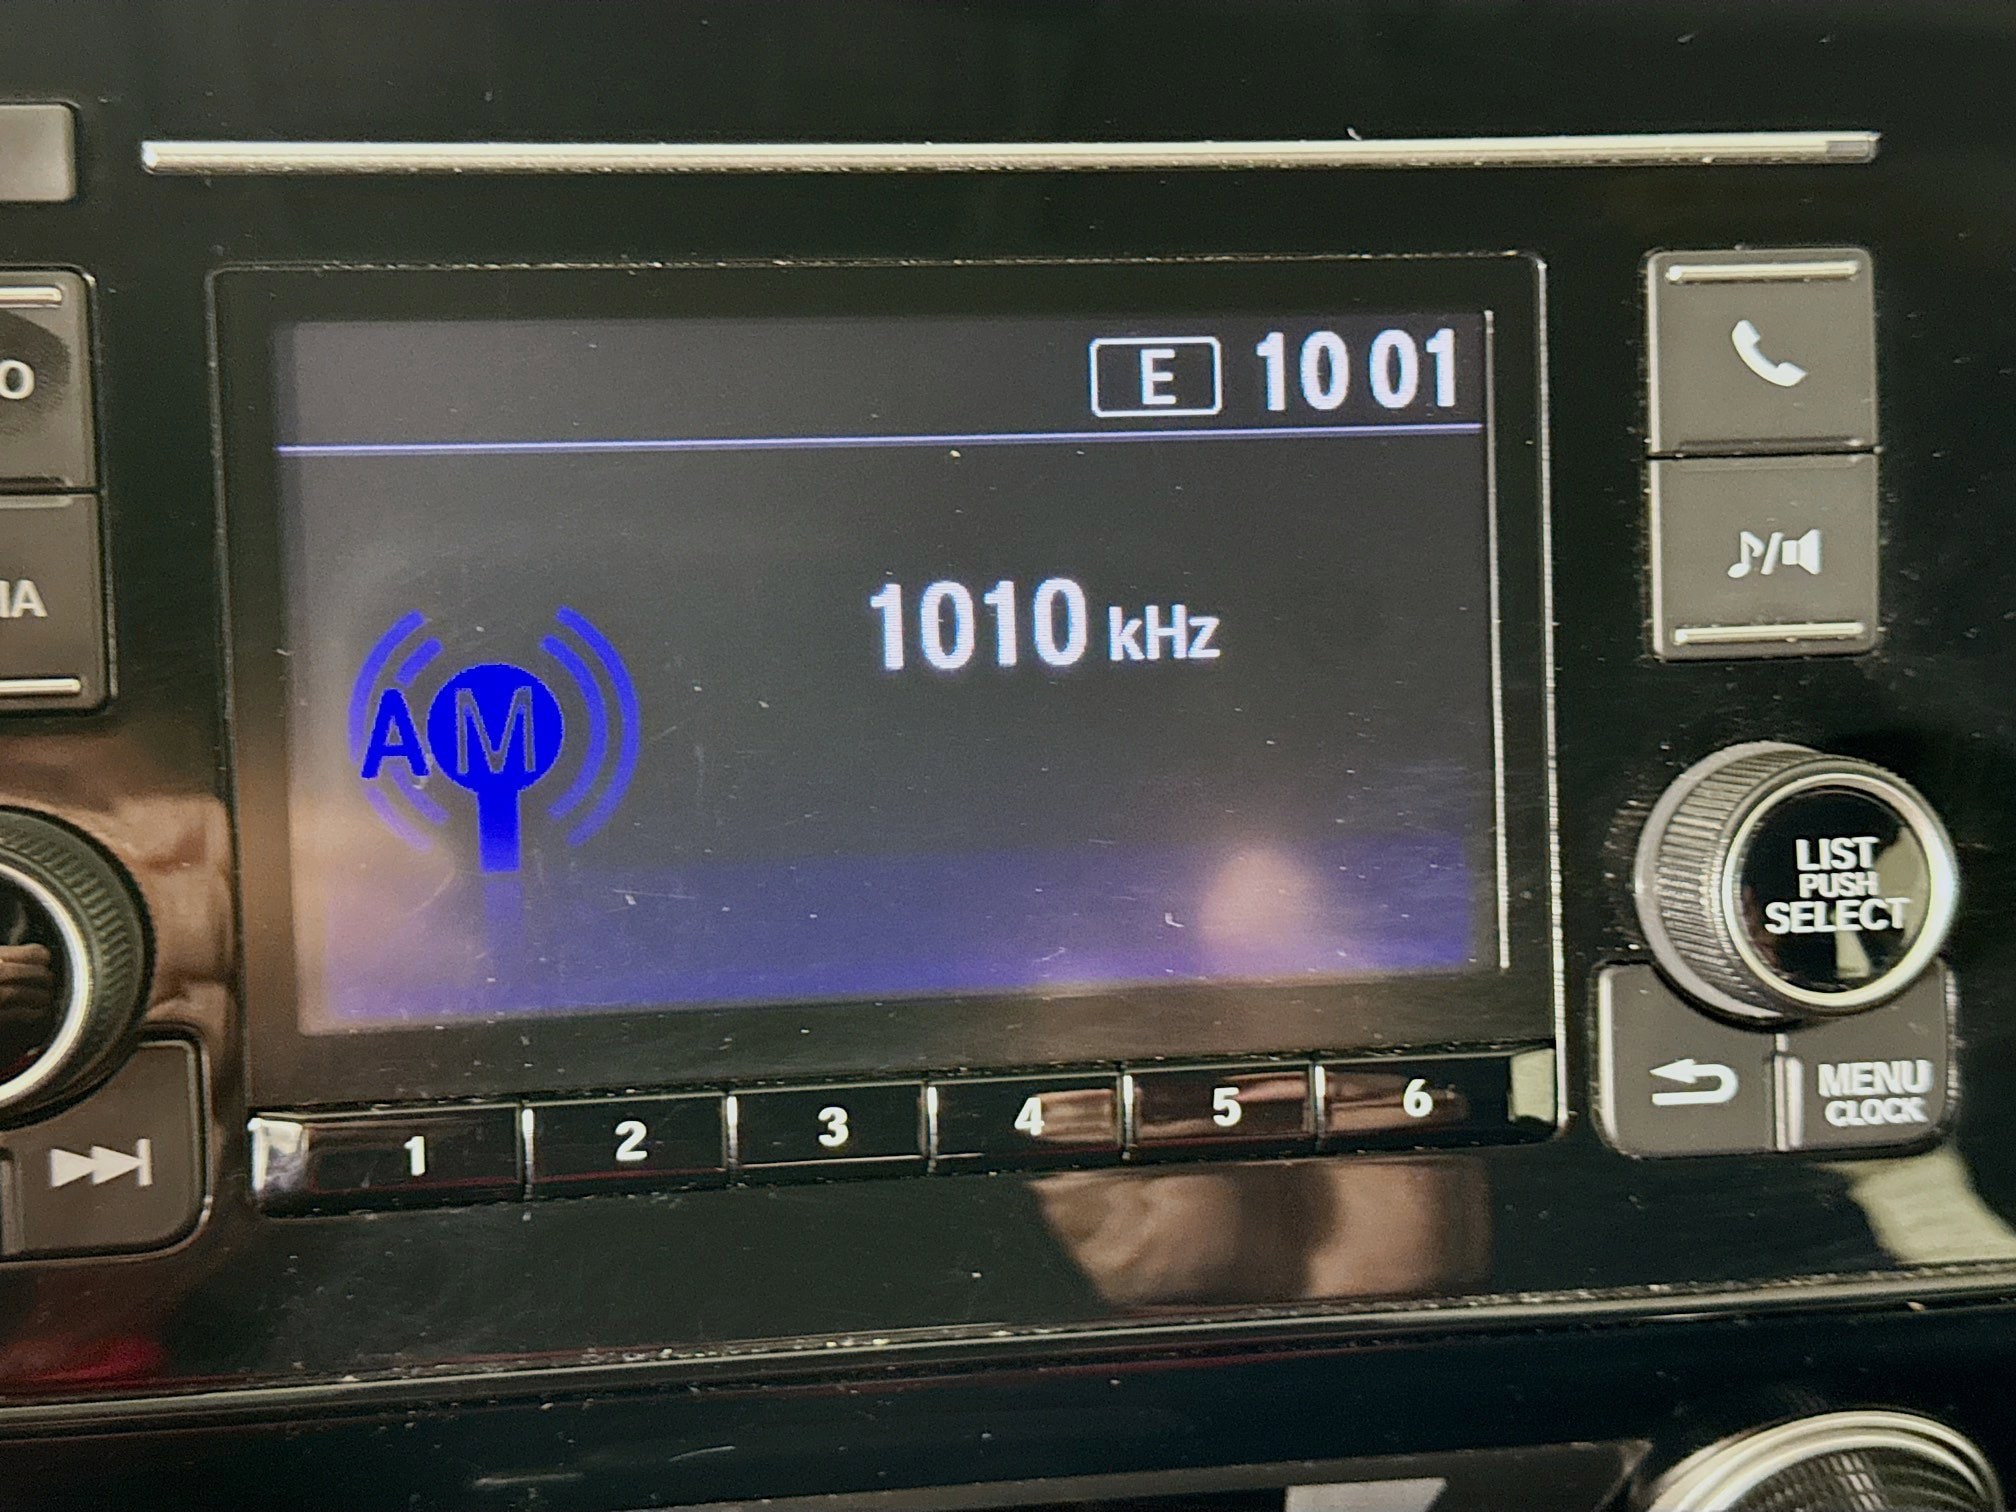 E 10 01
1010 kHz
AM
LIST
PUSH
SELECT
1 2 3 4 5 6
MENU
CLOCK